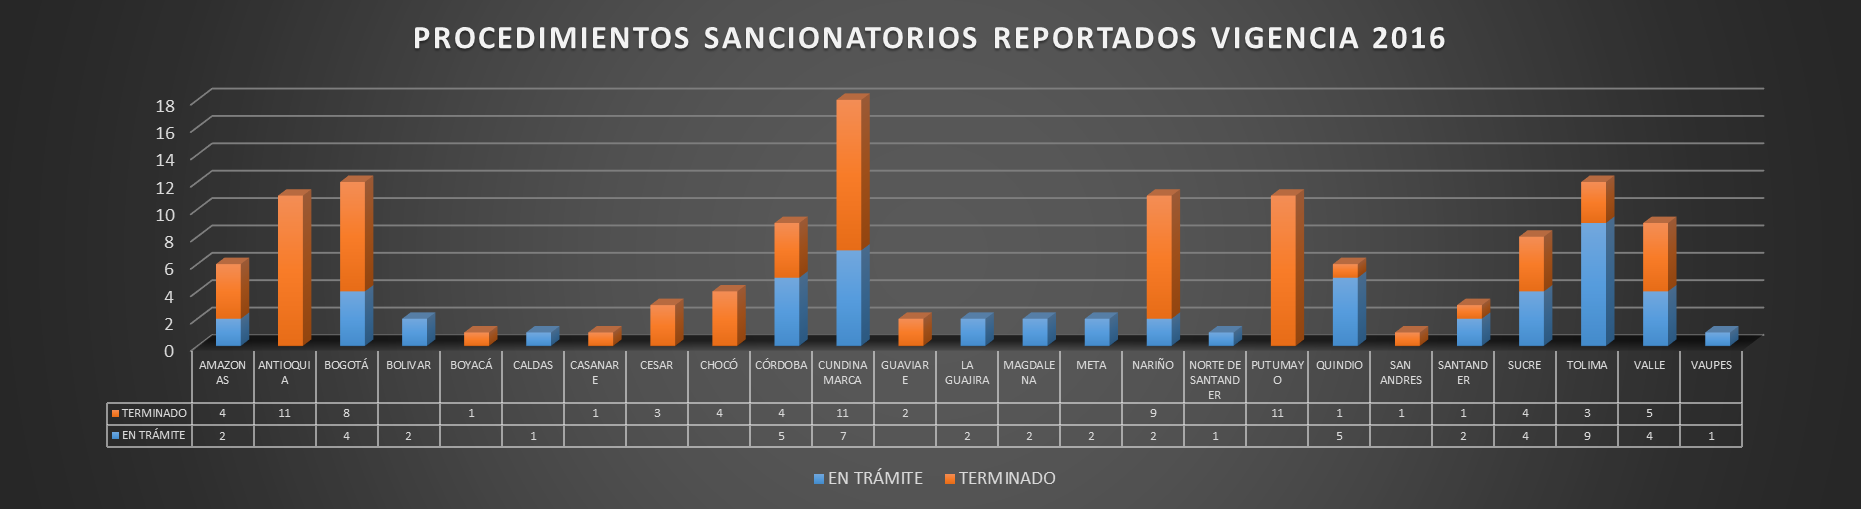 PROCEDIMIENTOS SANCIONATORIOS REPORTADOS VIGENCIA 2016
18
16
14
12
10
8
6
4
2
0
AMAZON
AS
ANTIOQUI
A
BOGOTÁ
BOLIVAR
BOYACÁ
CALDAS
CASANAR
E
CESAR
CHOCÓ
CÓRDOBA
CUNDINA
MARCA
GUAVIAR
E
LA
GUAJIRA
MAGDALE
NA
META
NARIÑO
NORTE DE
SANTAND
ER
PUTUMAY
O
QUINDIO
SAN
ANDRES
SANTAND
ER
SUCRE
TOLIMA
VALLE
VAUPES
TERMINADO 4 11 8 1 1 3 4 4 11 2 9 11 1 1 1 4 3 5
EN TRÁMITE 2 4 2 1 5 7 2 2 2 2 1 5 2 4 9 4 1
EN TRÁMITE TERMINADO